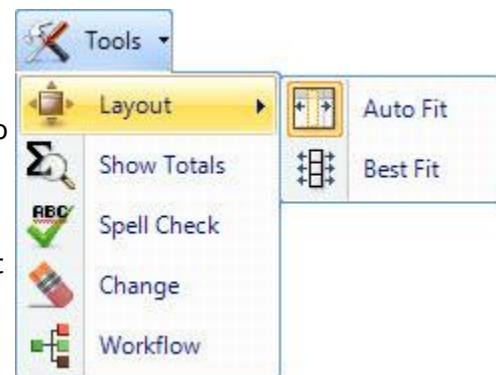 Tools
Layout
Auto Fit
o
Show Totals
Best Fit
ABC
Spell Check
t
Change
Workflow